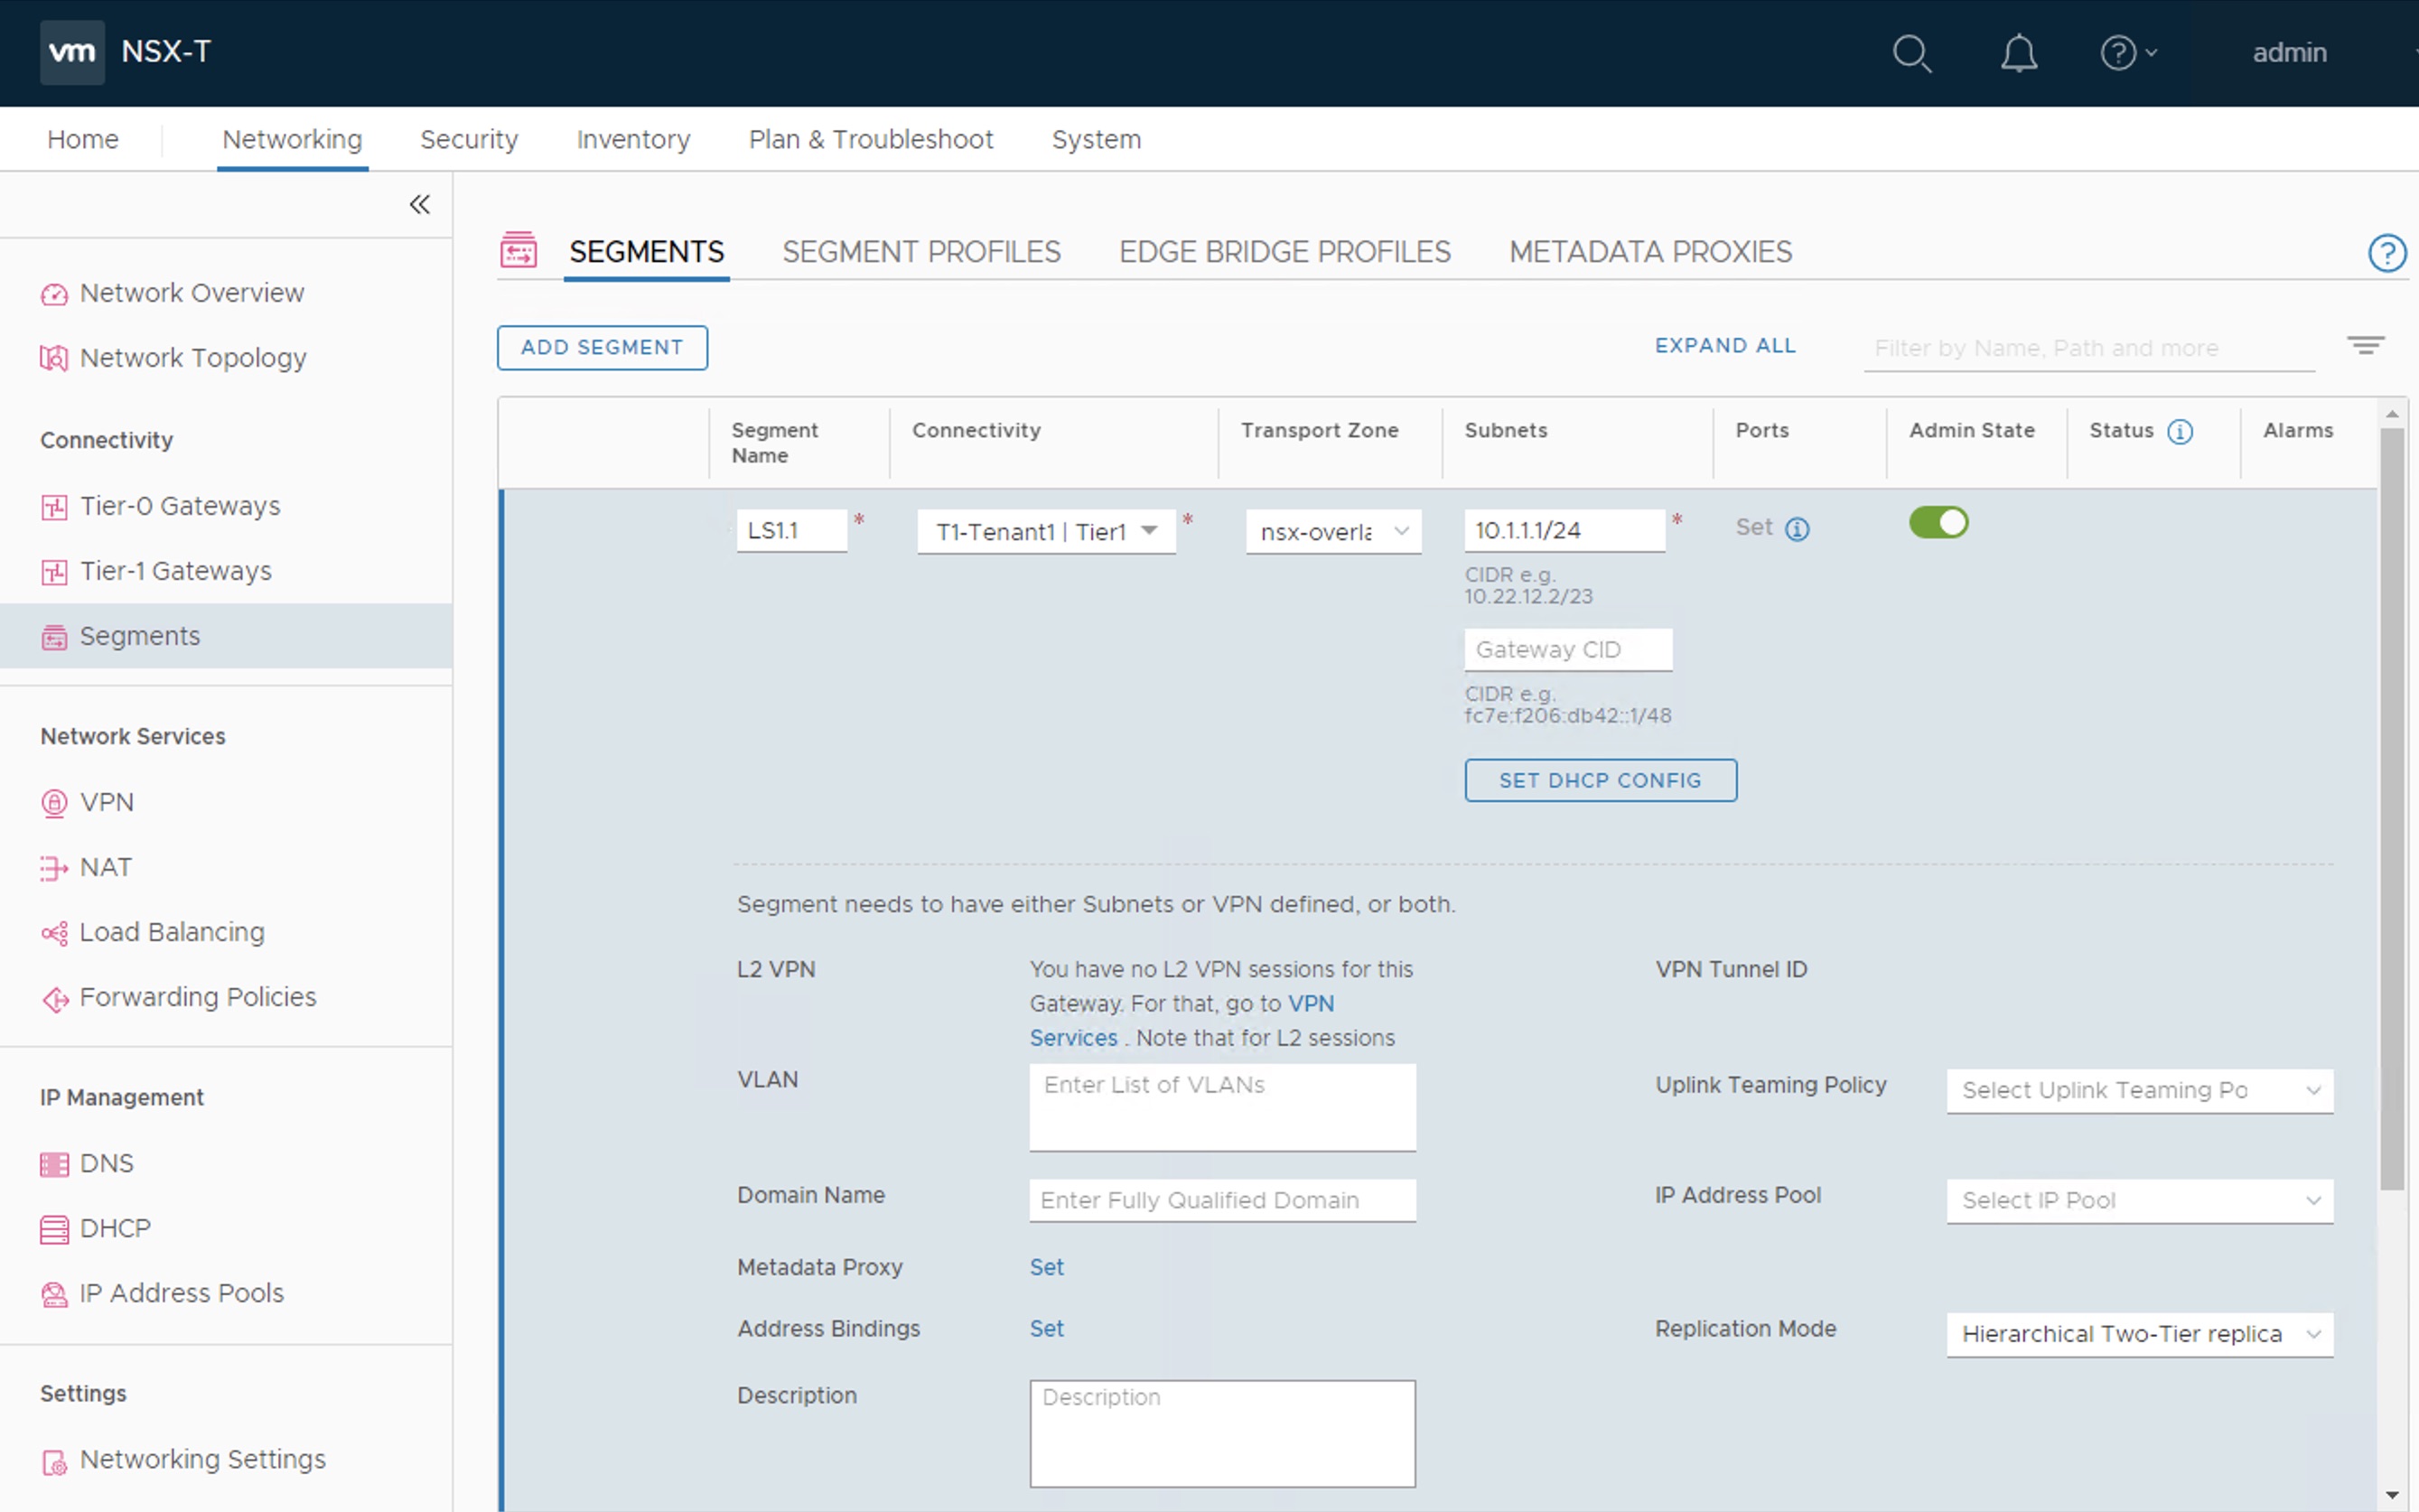 vm NSX-T
admin
Home Networking Security Inventory Plan & Troubleshoot System
Network Overview
Network Topology
Connectivity
Tier-0 Gateways
Tier-1 Gateways
Segments
Network Services
VPN
NAT
Load Balancing
Forwarding Policies
IP Management
DNS
DHCP
IP Address Pools
Settings
Networking Settings
SEGMENTS SEGMENT PROFILES EDGE BRIDGE PROFILES METADATA PROXIES
ADD SEGMENT EXPAND ALL Filter by Name, Path and more
Segment Name Connectivity Transport Zone Subnets Ports Admin State Status Alarms
LS1.1 * T1-Tenant1 | Tier1 * nsx-overla 10.1.1.1/24 * Set
CIDR e.g.
10.22.12.2/23
Gateway CID
CIDR e.g.
fc7e:f206:db42::1/48
SET DHCP CONFIG
Segment needs to have either Subnets or VPN defined, or both.
L2 VPN
You have no L2 VPN sessions for this
Gateway. For that, go to VPN
Services . Note that for L2 sessions
VPN Tunnel ID
VLAN Enter List of VLANs Uplink Teaming Policy Select Uplink Teaming Po
Domain Name Enter Fully Qualified Domain IP Address Pool Select IP Pool
Metadata Proxy Set
Address Bindings Set Replication Mode Hierarchical Two-Tier replica
Description Description